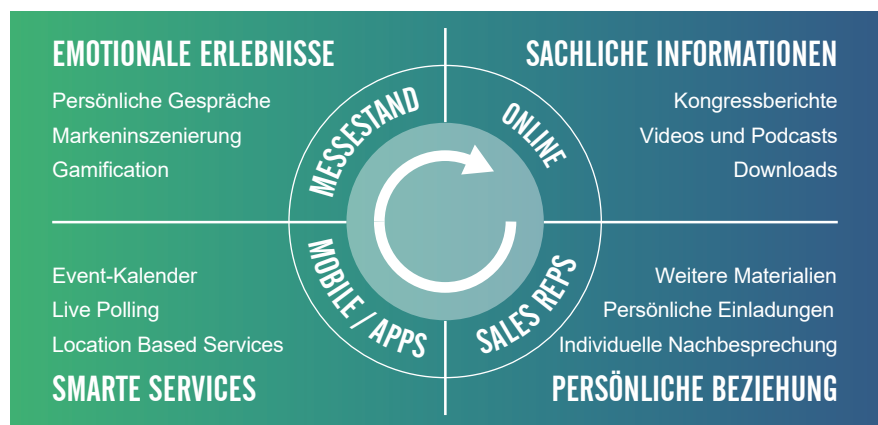 EMOTIONALE ERLEBNISSE
Persönliche Gespräche
Markeninszenierung
Gamification
SACHLICHE INFORMATIONEN
Kongressberichte
Videos und Podcasts
Downloads
MESSESTAND
ONLINE
MOBILE / APPS
SALES REPS
Event-Kalender
Live Polling
Location Based Services
SMARTE SERVICES
Weitere Materialien
Persönliche Einladungen
Individuelle Nachbesprechung
PERSÖNLICHE BEZIEHUNG